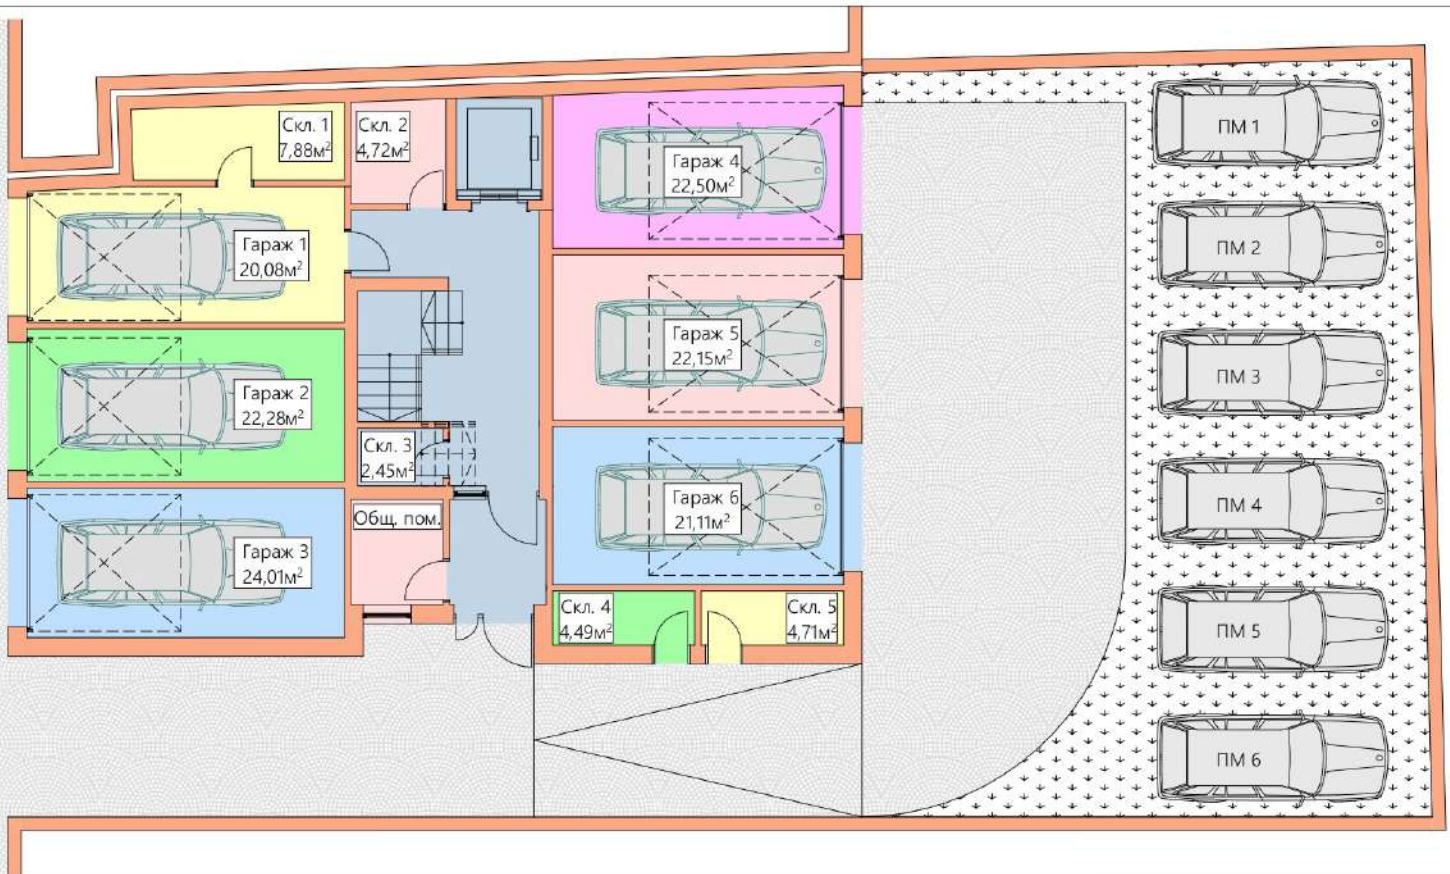 Скл. 1
7,88м²
Скл. 2
4,72м²
Гараж 4
22,50м²
ПМ 1
Гараж 1
20,08м²
ПМ 2
Гараж 5
22,15м²
ПМ 3
Гараж 2
22,28м²
Скл. 3
2,45м²
Гараж 6
21,11м²
ПМ 4
Общ. пом.
Гараж 3
24,01м²
Скл. 4
4,49м²
Скл. 5
4,71м²
ПМ 5
ПМ 6